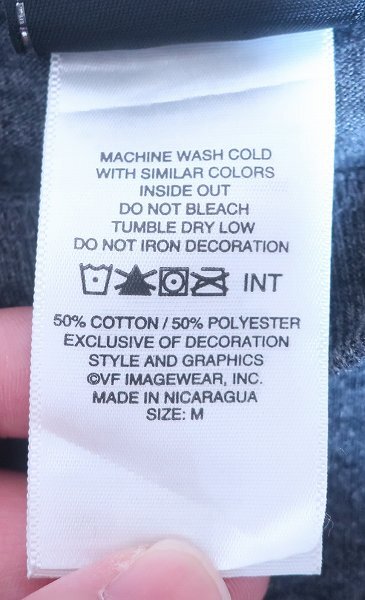 MACHINE WASH COLD
WITH SIMILAR COLORS
INSIDE OUT
DO NOT BLEACH
TUMBLE DRY LOW
DO NOT IRON DECORATION
INT
50% COTTON / 50% POLYESTER
EXCLUSIVE OF DECORATION
STYLE AND GRAPHICS
©VF IMAGEWEAR, INC.
MADE IN NICARAGUA
SIZE: M